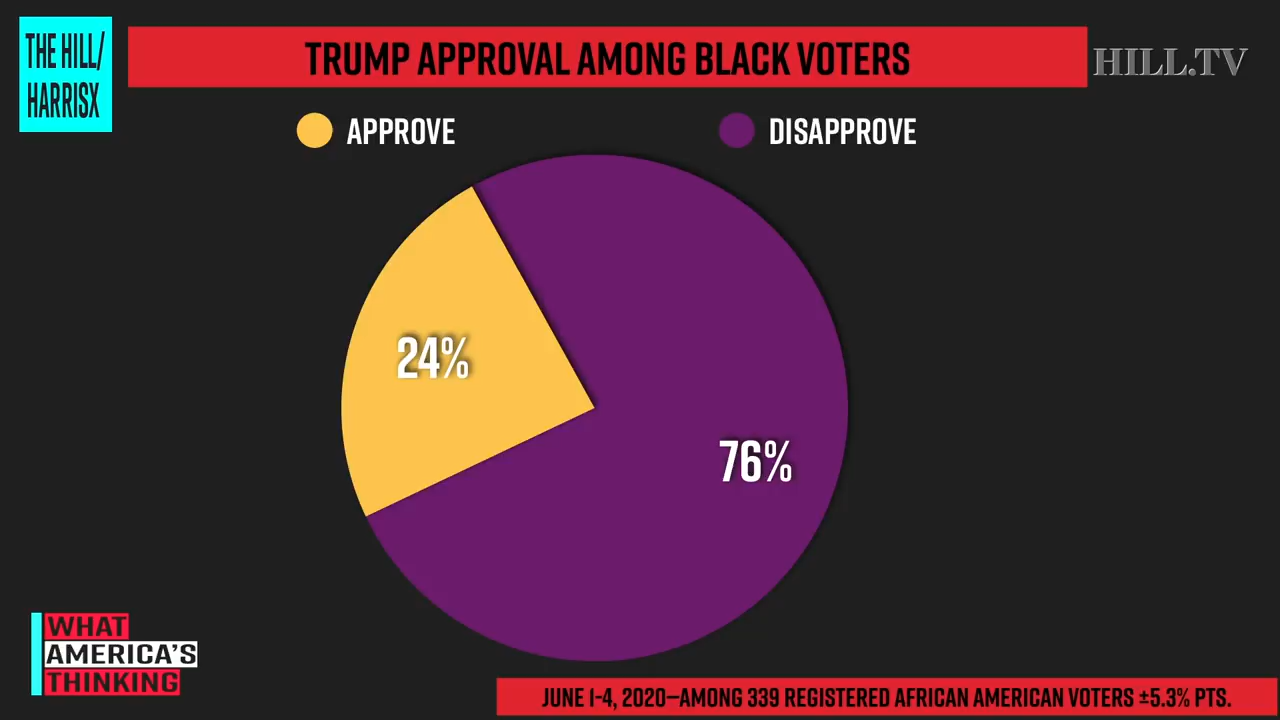 THE HILL/
HARRISX
TRUMP APPROVAL AMONG BLACK VOTERS
HILL.TV
APPROVE
DISAPPROVE
24%
76%
WHAT
AMERICA'S
THINKING
JUNE 1-4, 2020—AMONG 339 REGISTERED AFRICAN AMERICAN VOTERS ±5.3% PTS.